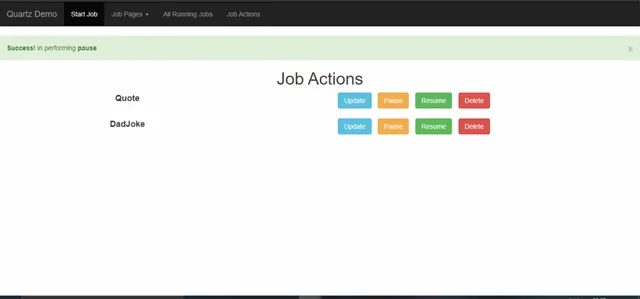 Quartz Demo Start Job Job Pages All Running Jobs Job Actions
Success! in performing pause x
Job Actions
Quote Update Pause Resume Delete
DadJoke Update Pause Resume Delete